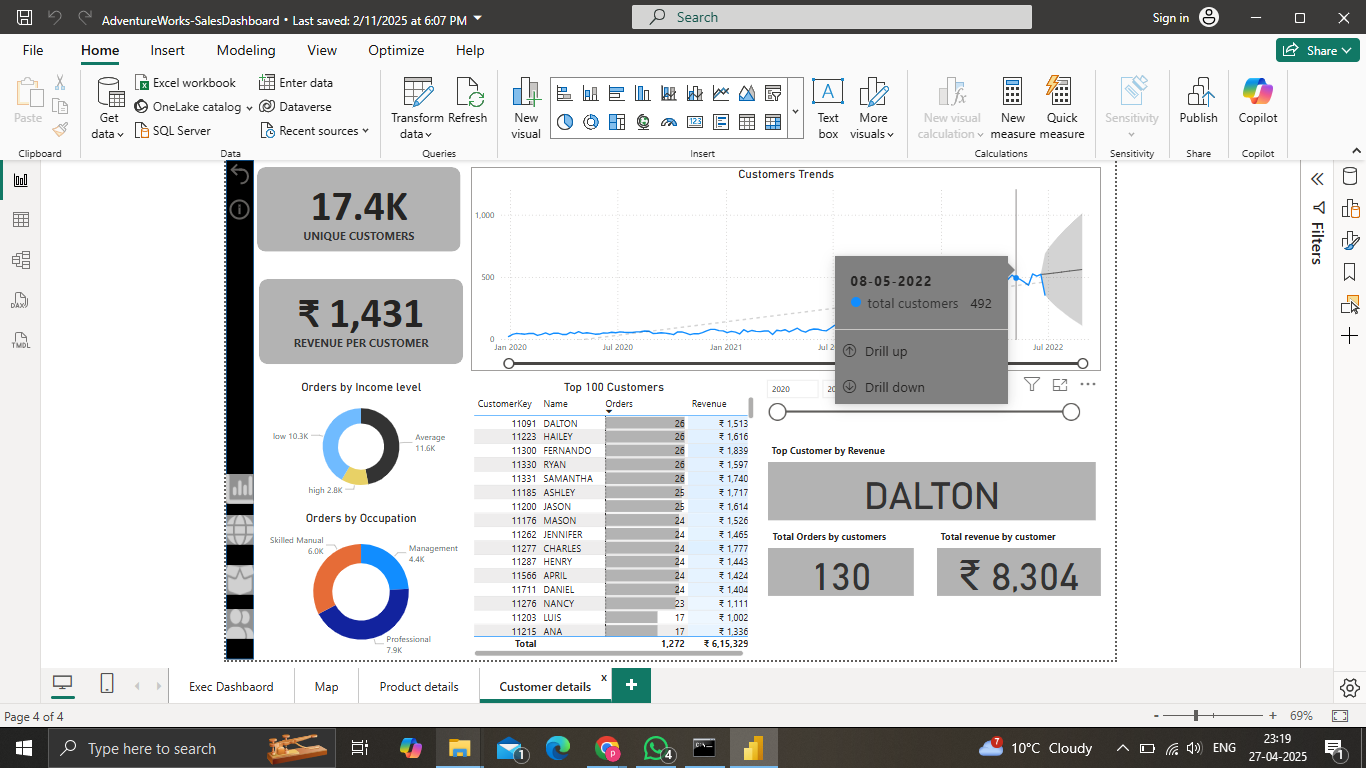 AdventureWorks-SalesDashboard • Last saved: 2/11/2025 at 6:07 PM
Search
Sign in
File
Home
Insert
Modeling
View
Optimize
Help
Share
Paste
Clipboard
Get data
Excel workbook
OneLake catalog
SQL Server
Enter data
Dataverse
Recent sources
Data
Transform data
Refresh
Queries
New visual
Text box
More visuals
Insert
New visual calculation
New measure
Quick measure
Calculations
Sensitivity
Sensitivity
Publish
Share
Copilot
Copilot
DAX
TMDL
17.4K
UNIQUE CUSTOMERS
₹ 1,431
REVENUE PER CUSTOMER
Customers Trends
1,000
500
0
Jan 2020
Jul 2020
Jan 2021
Jul 2022
08-05-2022
total customers 492
Drill up
Drill down
Filters
Orders by Income level
low 10.3K
Average
11.6K
high 2.8K
Orders by Occupation
Skilled Manual
6.0K
Management
4.4K
Professional
7.9K
Top 100 Customers
CustomerKey Name Orders Revenue
11091 DALTON 26 ₹ 1,513
11223 HAILEY 26 ₹ 1,616
11300 FERNANDO 26 ₹ 1,839
11330 RYAN 26 ₹ 1,597
11331 SAMANTHA 26 ₹ 1,740
11185 ASHLEY 25 ₹ 1,717
11200 JASON 25 ₹ 1,614
11176 MASON 24 ₹ 1,526
11262 JENNIFER 24 ₹ 1,465
11277 CHARLES 24 ₹ 1,777
11287 HENRY 24 ₹ 1,443
11566 APRIL 24 ₹ 1,424
11711 DANIEL 24 ₹ 1,404
11276 NANCY 23 ₹ 1,111
11203 LUIS 17 ₹ 1,002
11215 ANA 17 ₹ 1,336
Total 1,272 ₹ 6,15,329
2020
Top Customer by Revenue
DALTON
Total Orders by customers
130
Total revenue by customer
₹ 8,304
Exec Dashbaord
Map
Product details
Customer details
x
+
Page 4 of 4
- + 69%
Type here to search
1
4
7
10°C Cloudy
ENG
23:19
27-04-2025
1